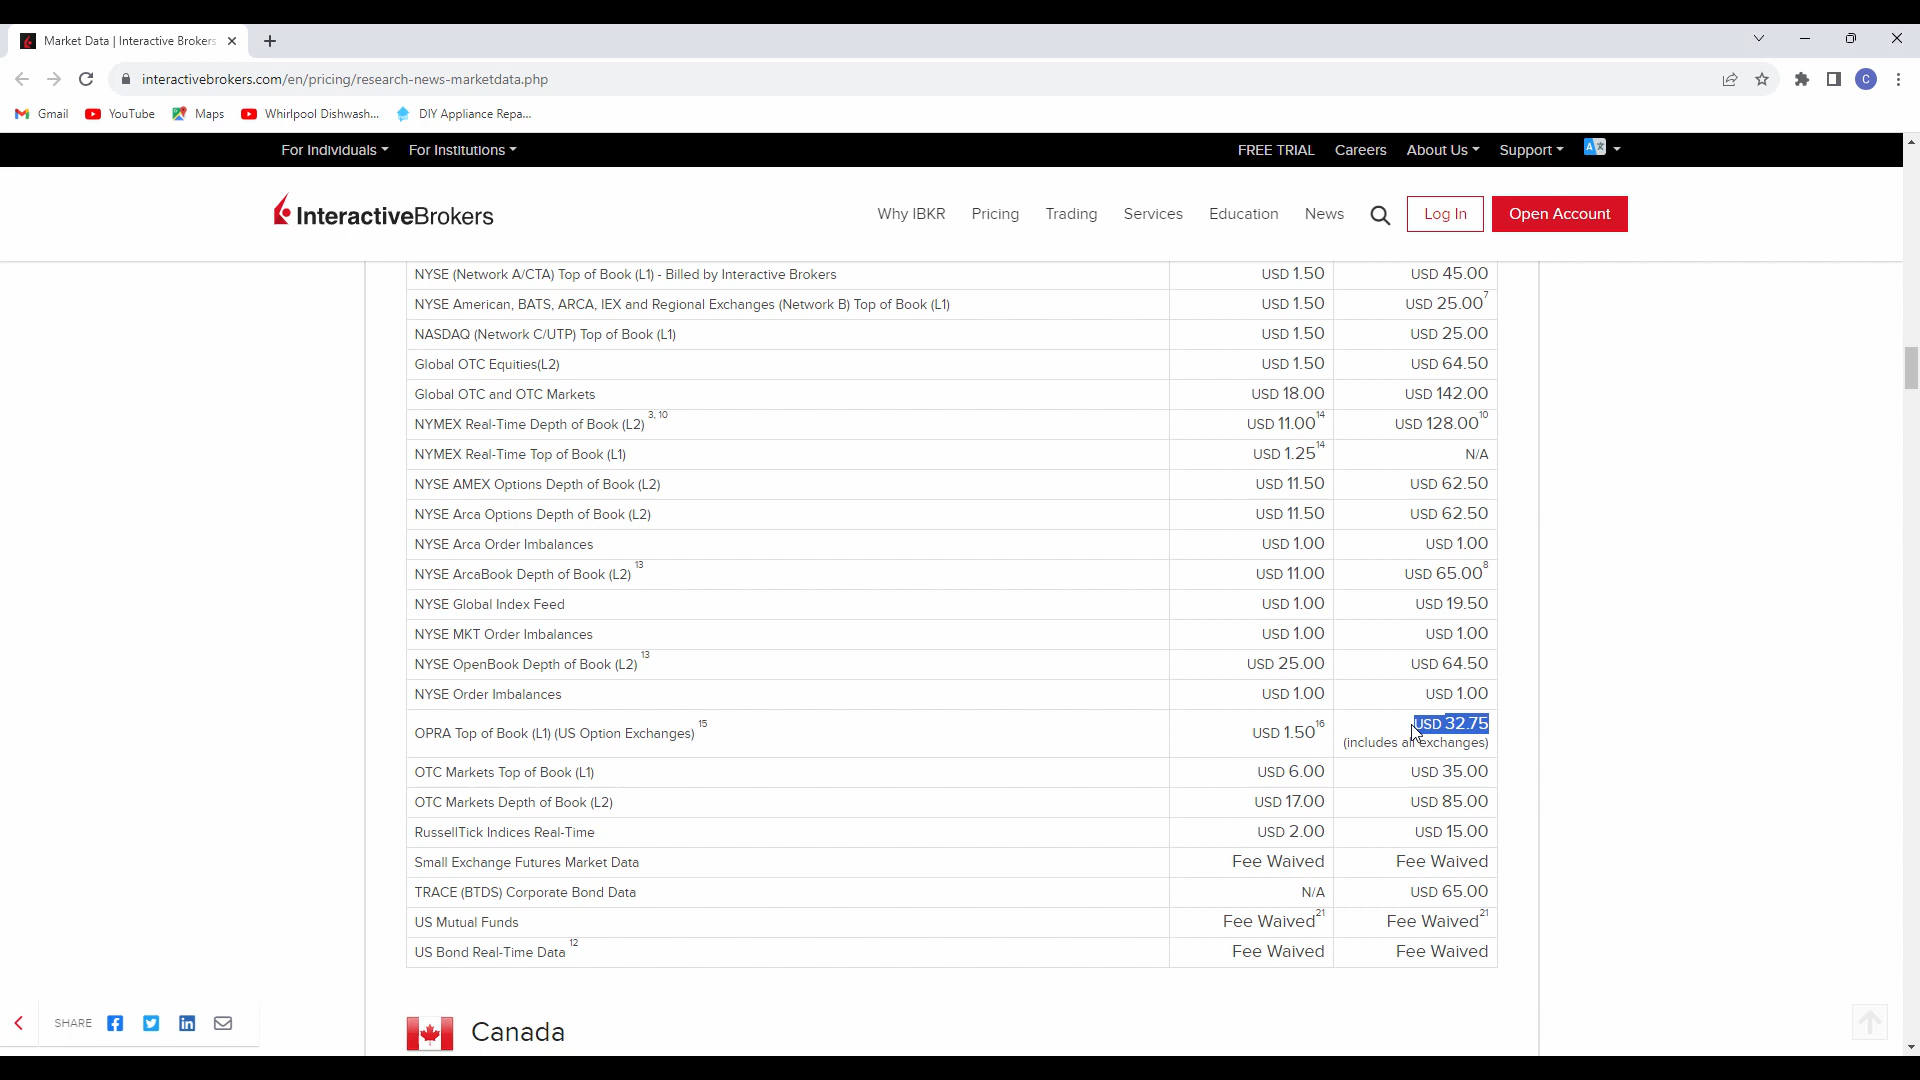 Market Data | Interactive Brokers
interactivebrokers.com/en/pricing/research-news-marketdata.php
C
Gmail YouTube Maps Whirlpool Dishwash... DIY Appliance Repa...
For Individuals For Institutions FREE TRIAL Careers About Us Support
InteractiveBrokers Why IBKR Pricing Trading Services Education News Log In Open Account
NYSE (Network A/CTA) Top of Book (L1) - Billed by Interactive Brokers USD 1.50 USD 45.00
NYSE American, BATS, ARCA, IEX and Regional Exchanges (Network B) Top of Book (L1) USD 1.50 USD 25.00 7
NASDAQ (Network C/UTP) Top of Book (L1) USD 1.50 USD 25.00
Global OTC Equities(L2) USD 1.50 USD 64.50
Global OTC and OTC Markets USD 18.00 USD 142.00
NYMEX Real-Time Depth of Book (L2) 3, 10 USD 11.00 14 USD 128.00 10
NYMEX Real-Time Top of Book (L1) USD 1.25 14 N/A
NYSE AMEX Options Depth of Book (L2) USD 11.50 USD 62.50
NYSE Arca Options Depth of Book (L2) USD 11.50 USD 62.50
NYSE Arca Order Imbalances USD 1.00 USD 1.00
NYSE ArcaBook Depth of Book (L2) 13 USD 11.00 USD 65.00 8
NYSE Global Index Feed USD 1.00 USD 19.50
NYSE MKT Order Imbalances USD 1.00 USD 1.00
NYSE OpenBook Depth of Book (L2) 13 USD 25.00 USD 64.50
NYSE Order Imbalances USD 1.00 USD 1.00
OPRA Top of Book (L1) (US Option Exchanges) 15 USD 1.50 16 USD 32.75
(includes all exchanges)
OTC Markets Top of Book (L1) USD 6.00 USD 35.00
OTC Markets Depth of Book (L2) USD 17.00 USD 85.00
RussellTick Indices Real-Time USD 2.00 USD 15.00
Small Exchange Futures Market Data Fee Waived Fee Waived
TRACE (BTDS) Corporate Bond Data N/A USD 65.00
US Mutual Funds Fee Waived 21 Fee Waived 21
US Bond Real-Time Data 12 Fee Waived Fee Waived
SHARE
Canada